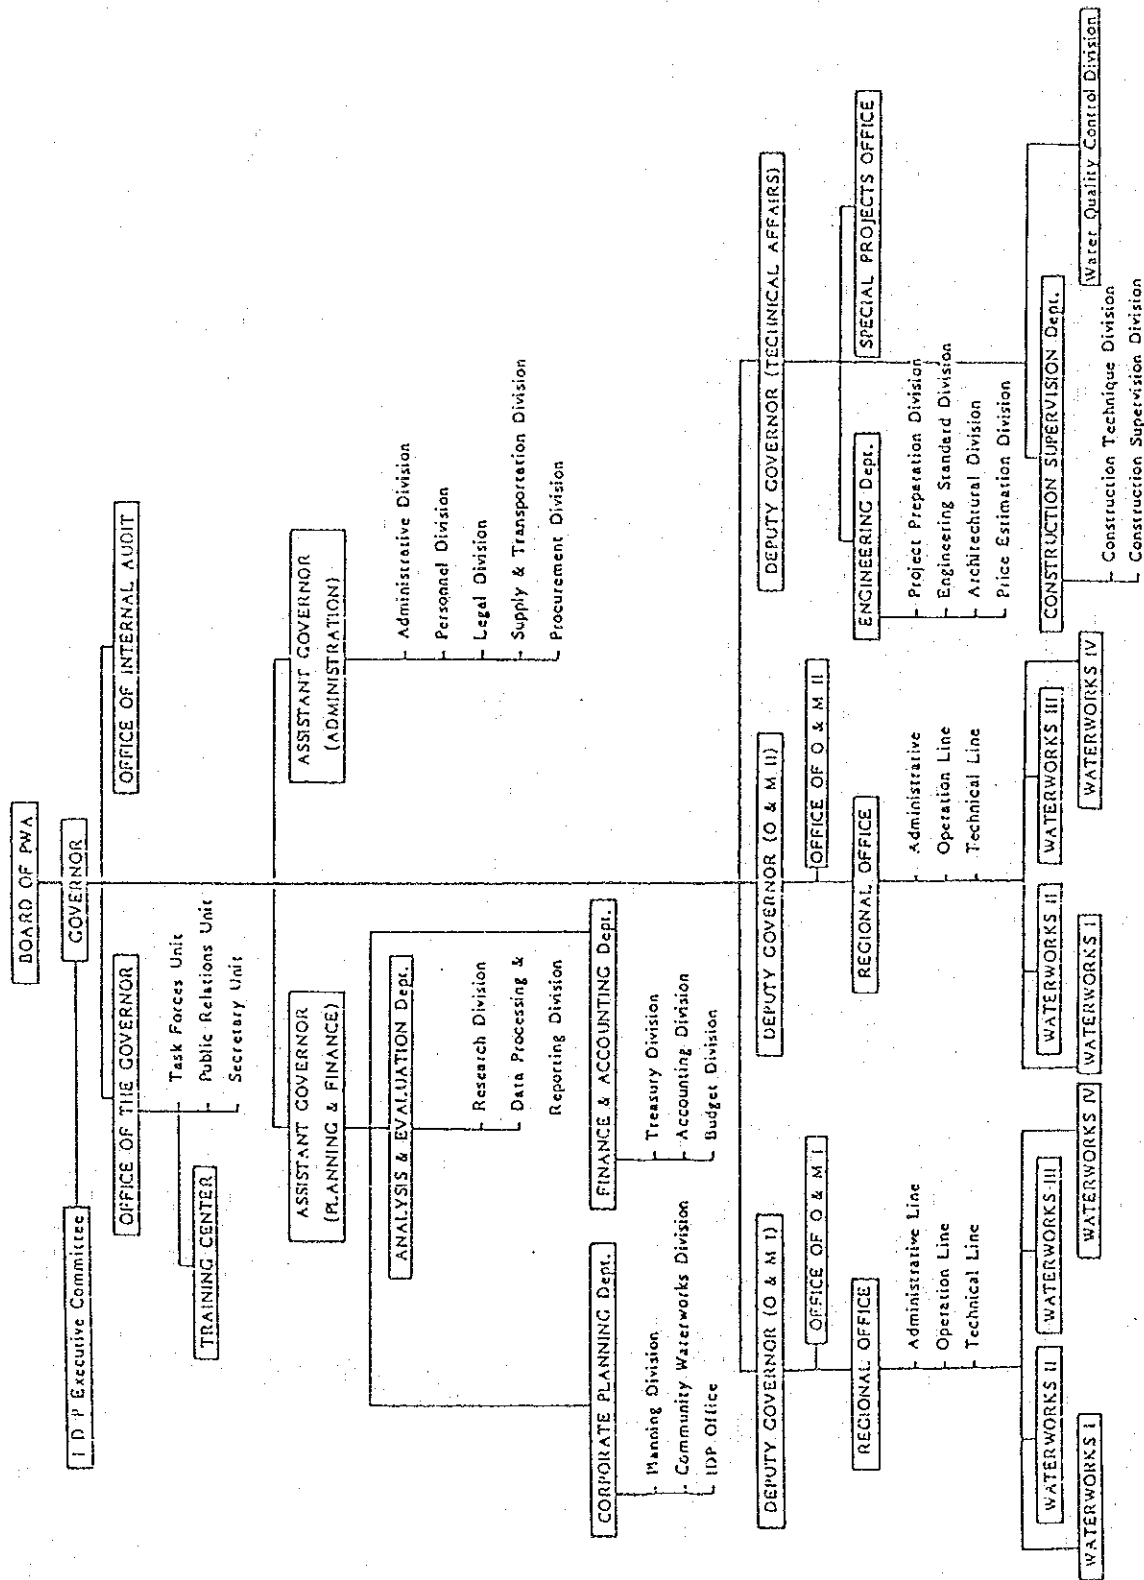 BOARD OF PWA
I D P Executive Committee
GOVERNOR
OFFICE OF THE GOVERNOR
OFFICE OF INTERNAL AUDIT
Task Forces Unit
Public Relations Unit
Secretary Unit
TRAINING CENTER
ASSISTANT GOVERNOR
(PLANNING & FINANCE)
ASSISTANT GOVERNOR
(ADMINISTRATION)
ANALYSIS & EVALUATION Dept.
Research Division
Data Processing &
Reporting Division
Administrative Division
Personnel Division
Legal Division
Supply & Transportation Division
Procurement Division
CORPORATE PLANNING Dept.
Planning Division
Community Waterworks Division
IDP Office
FINANCE & ACCOUNTING Dept.
Treasury Division
Accounting Division
Budget Division
DEPUTY GOVERNOR (O & M I)
DEPUTY GOVERNOR (O & M II)
DEPUTY GOVERNOR (TECHNICAL AFFAIRS)
OFFICE OF O & M I
OFFICE OF O & M II
REGIONAL OFFICE
Administrative Line
Operation Line
Technical Line
REGIONAL OFFICE
Administrative
Operation Line
Technical Line
ENGINEERING Dept.
Project Preparation Division
Engineering Standard Division
Architechtural Division
Price Estimation Division
SPECIAL PROJECTS OFFICE
WATERWORKS II
WATERWORKS III
WATERWORKS I
WATERWORKS IV
WATERWORKS II
WATERWORKS III
WATERWORKS I
WATERWORKS IV
CONSTRUCTION SUPERVISION Dept.
Construction Technique Division
Construction Supervision Division
Water Quality Control Division